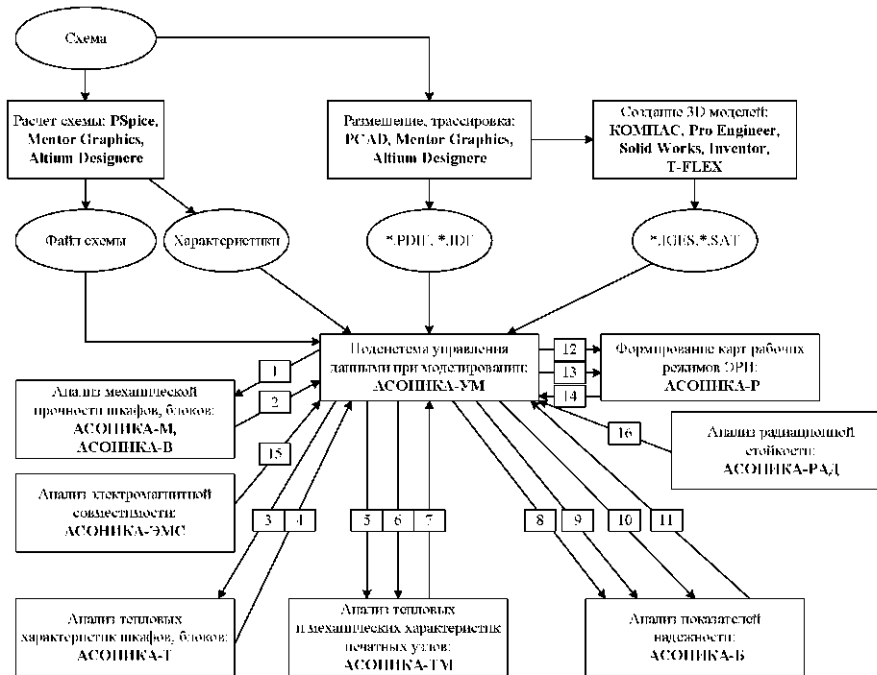 Схема
Расчет схемы: PSpice,
Mentor Graphics,
Altium Designere
Размещение, трассировка:
PCAD, Mentor Graphics,
Altium Designere
Создание 3D моделей:
КОМПАС, Pro Engineer,
Solid Works, Inventor,
T-FLEX
Файл схемы
Характеристики
*.PDIF, *.IDF
*.IGES,*.SAT
Подсистема управления
данными при моделировании:
АСОНИКА-УМ
12
13
14
Формирование карт рабочих
режимов ЭРИ:
АСОНИКА-Р
1
2
Анализ механической
прочности шкафов, блоков:
АСОНИКА-М,
АСОНИКА-В
15
16
Анализ радиационной
стойкости:
АСОНИКА-РАД
Анализ электромагнитной
совместимости:
АСОНИКА-ЭМС
3
4
5
6
7
8
9
10
11
Анализ тепловых
характеристик шкафов, блоков:
АСОНИКА-Т
Анализ тепловых
и механических характеристик
печатных узлов:
АСОНИКА-ТМ
Анализ показателей
надежности:
АСОНИКА-Б